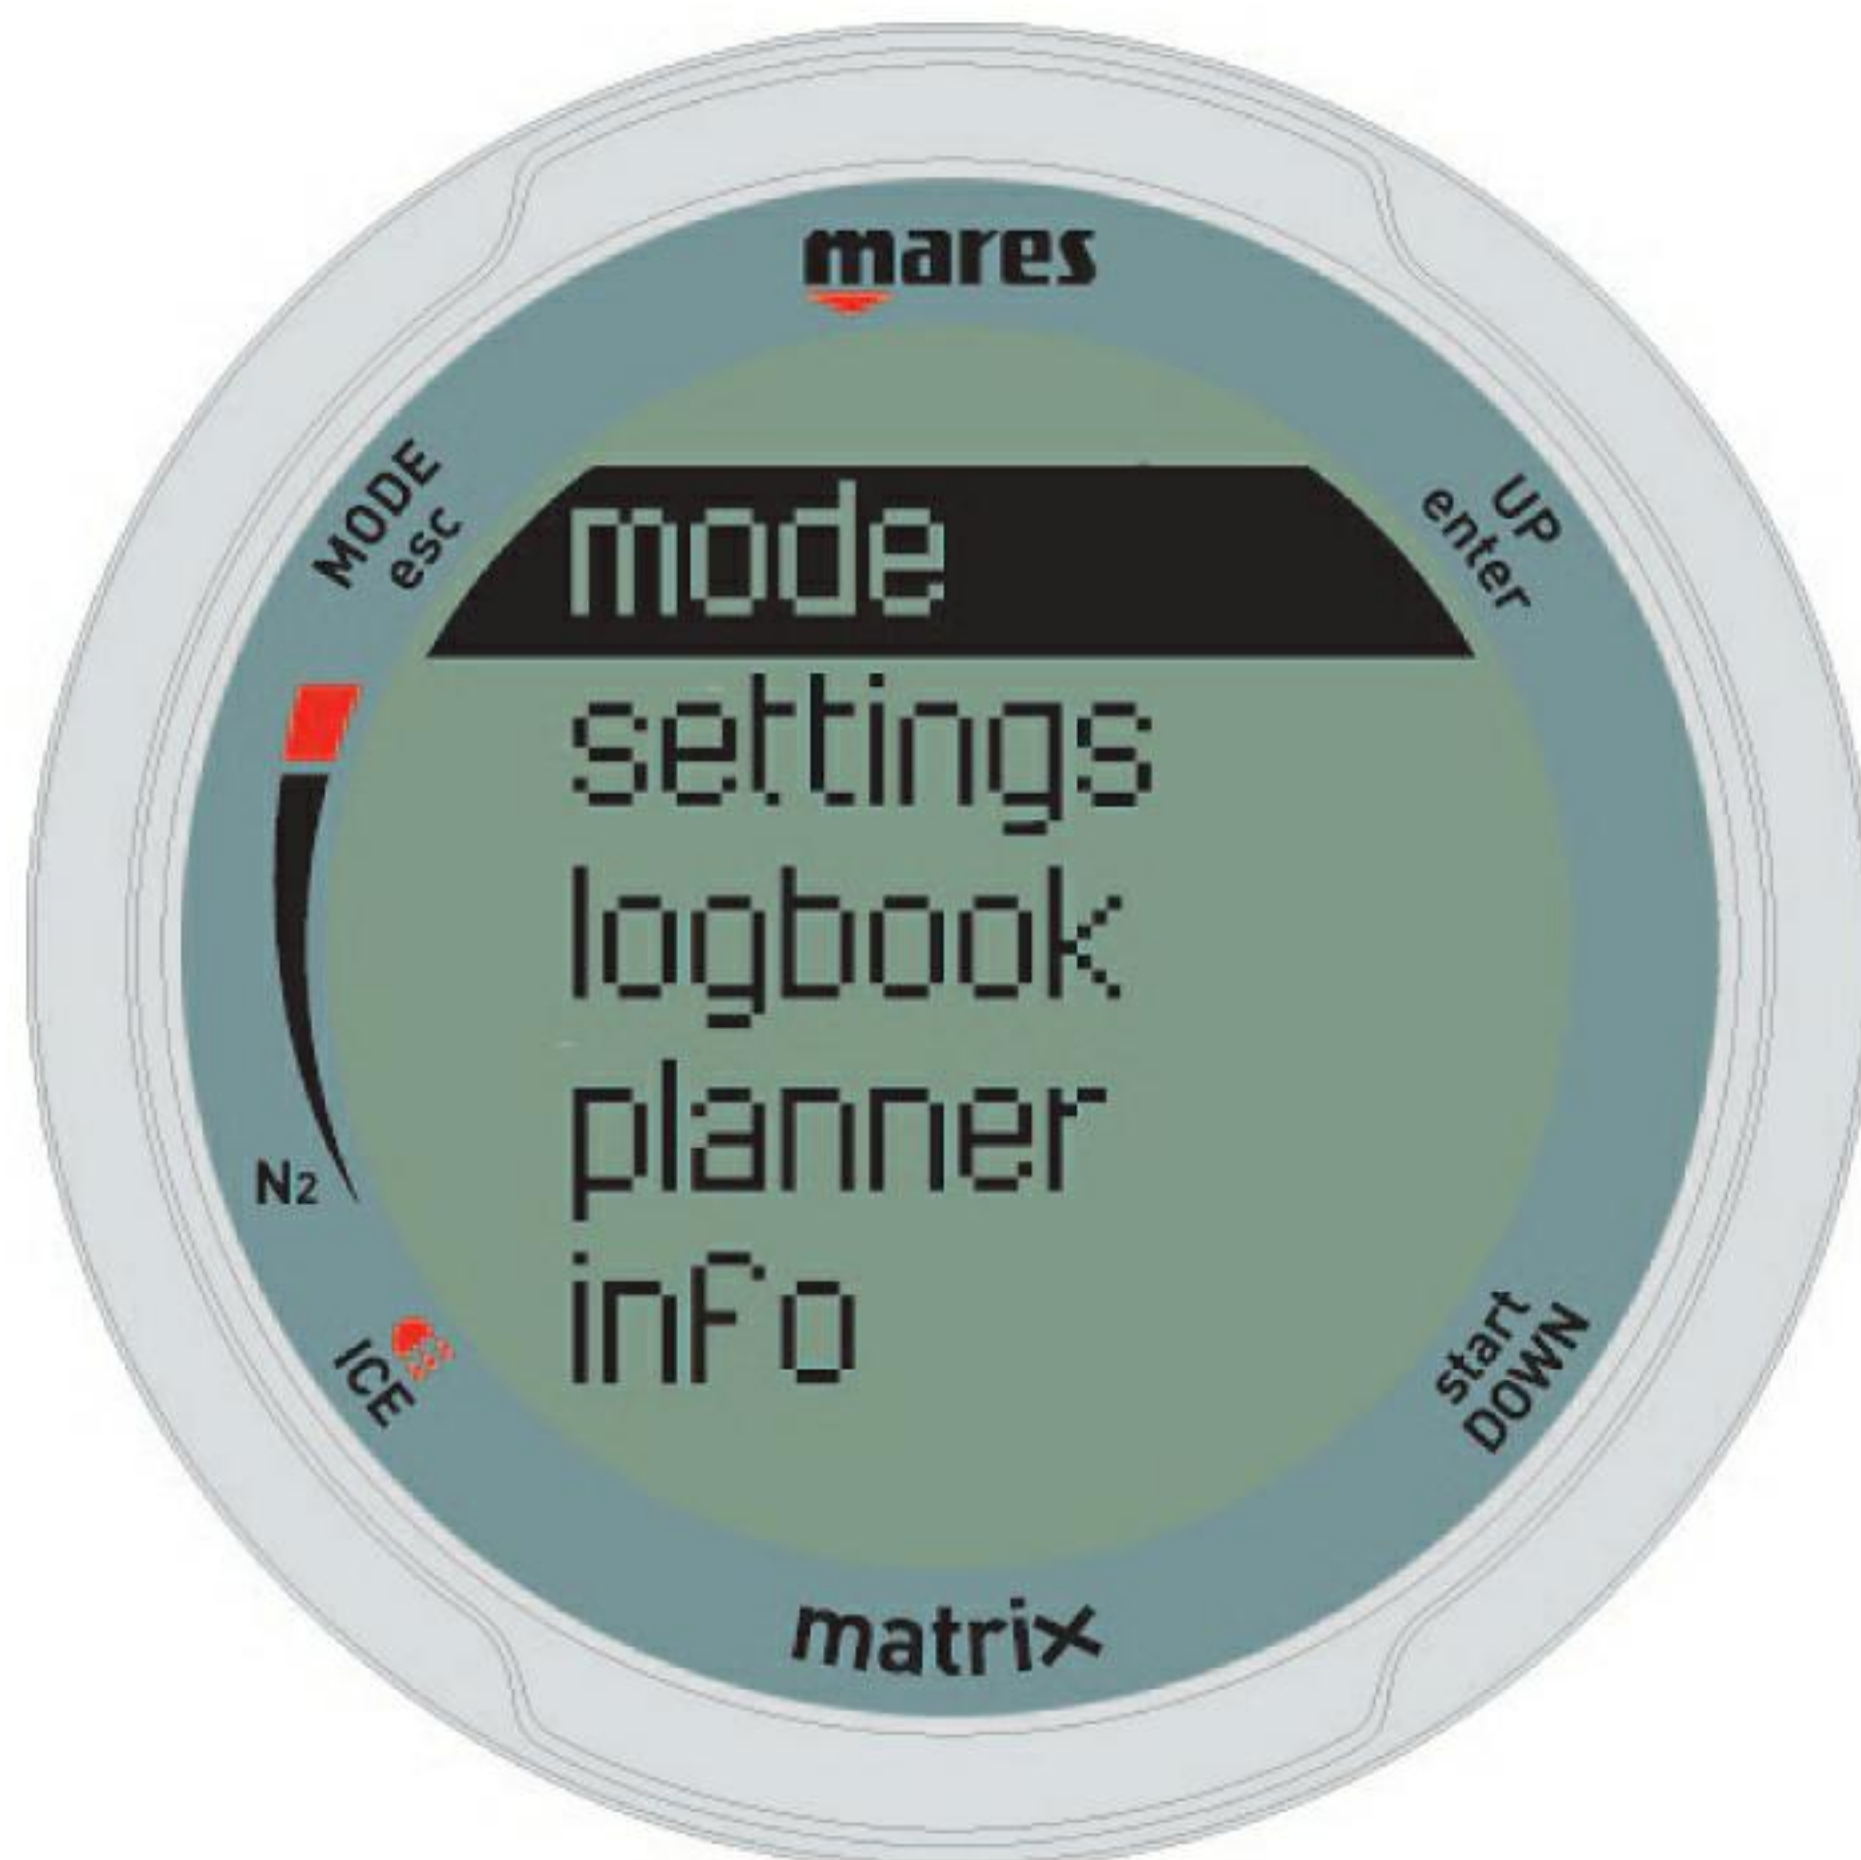 mares
MODE
esc
UP
enter
mode
settings
logbook
planner
info
N2
ICE
start
DOWN
matrix